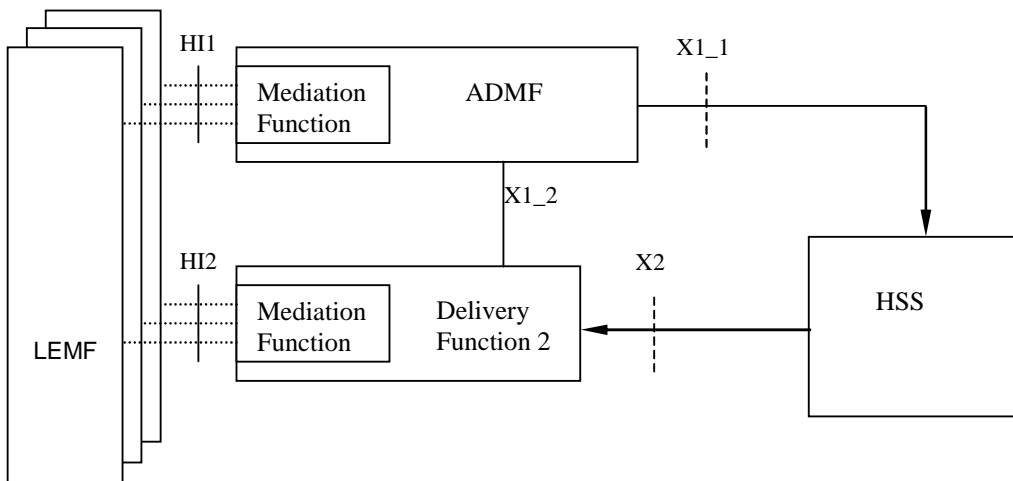 HI1
X1_1
Mediation
Function
ADMF
X1_2
HI2
X2
Mediation
Function
Delivery
Function 2
HSS
LEMF